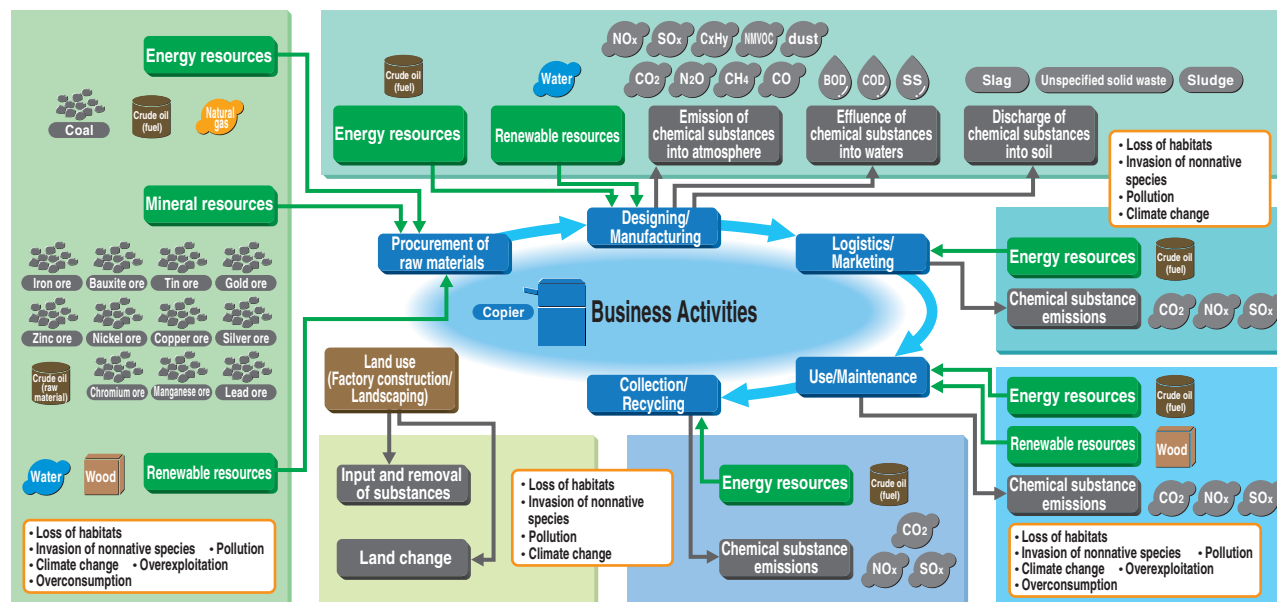 Energy resources
Coal
Crude oil
(fuel)
Natural
gas
Mineral resources
Iron ore
Bauxite ore
Tin ore
Gold ore
Zinc ore
Nickel ore
Copper ore
Silver ore
Crude oil
(raw
material)
Chromium ore
Manganese ore
Lead ore
Water
Wood
Renewable resources
• Loss of habitats
• Invasion of nonnative species • Pollution
• Climate change • Overexploitation
• Overconsumption
Crude oil
(fuel)
Energy resources
Water
Renewable resources
NOx
SOx
CxHy
NMVOC
dust
CO2
N2O
CH4
CO
Emission of
chemical substances
into atmosphere
BOD
COD
SS
Effluence of
chemical substances
into waters
Slag
Unspecified solid waste
Sludge
Discharge of
chemical substances
into soil
• Loss of habitats
• Invasion of nonnative
species
• Pollution
• Climate change
Procurement of
raw materials
Designing/
Manufacturing
Logistics/
Marketing
Use/Maintenance
Collection/
Recycling
Copier
Business Activities
Energy resources
Crude oil
(fuel)
Chemical substance
emissions
CO2
NOx
SOx
Energy resources
Crude oil
(fuel)
Renewable resources
Wood
Chemical substance
emissions
CO2
NOx
SOx
• Loss of habitats
• Invasion of nonnative species • Pollution
• Climate change • Overexploitation
• Overconsumption
Land use
(Factory construction/
Landscaping)
Input and removal
of substances
Land change
• Loss of habitats
• Invasion of nonnative
species
• Pollution
• Climate change
Energy resources
Crude oil
(fuel)
Chemical substance
emissions
CO2
NOx
SOx